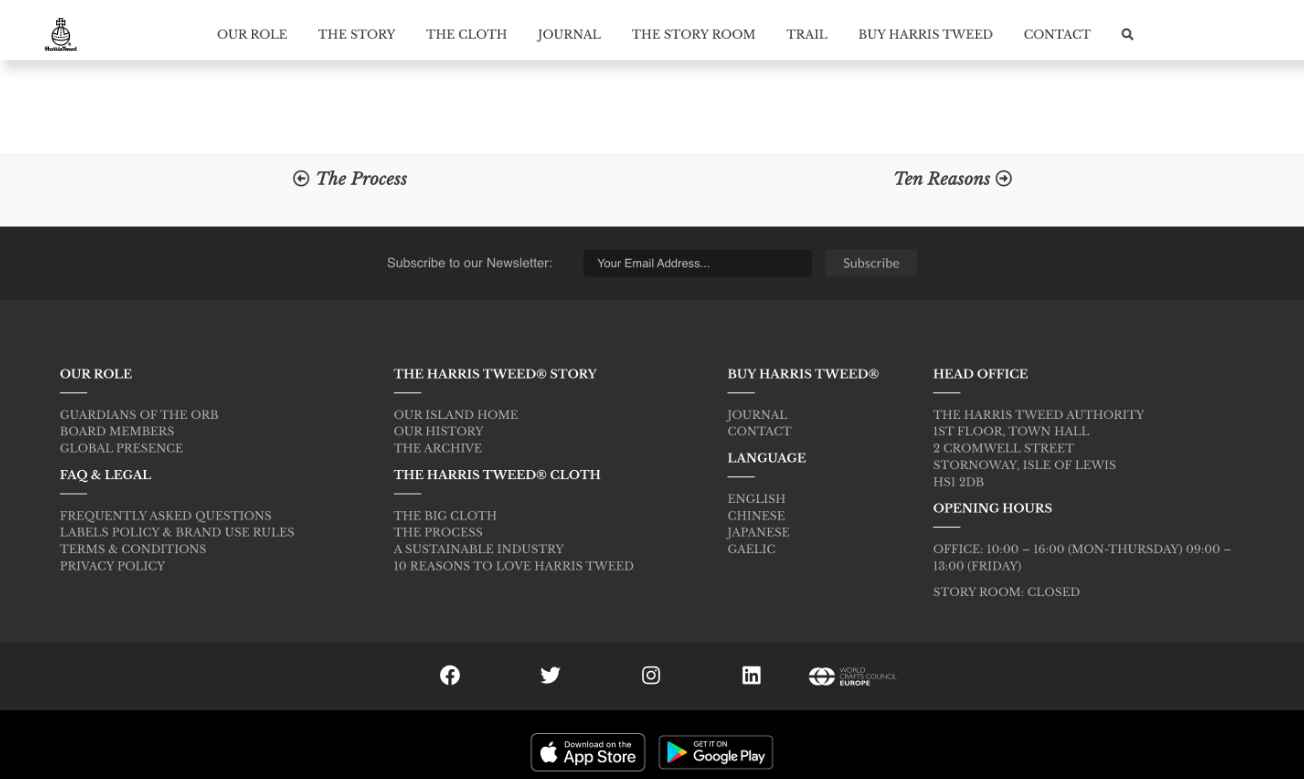 Harris Tweed
OUR ROLE THE STORY THE CLOTH JOURNAL THE STORY ROOM TRAIL BUY HARRIS TWEED CONTACT
The Process
Ten Reasons
Subscribe to our Newsletter: Your Email Address... Subscribe
OUR ROLE
GUARDIANS OF THE ORB
BOARD MEMBERS
GLOBAL PRESENCE
FAQ & LEGAL
FREQUENTLY ASKED QUESTIONS
LABELS POLICY & BRAND USE RULES
TERMS & CONDITIONS
PRIVACY POLICY
THE HARRIS TWEED® STORY
OUR ISLAND HOME
OUR HISTORY
THE ARCHIVE
THE HARRIS TWEED® CLOTH
THE BIG CLOTH
THE PROCESS
A SUSTAINABLE INDUSTRY
10 REASONS TO LOVE HARRIS TWEED
BUY HARRIS TWEED®
JOURNAL
CONTACT
LANGUAGE
ENGLISH
CHINESE
JAPANESE
GAELIC
HEAD OFFICE
THE HARRIS TWEED AUTHORITY
1ST FLOOR, TOWN HALL
2 CROMWELL STREET
STORNOWAY, ISLE OF LEWIS
HS1 2DB
OPENING HOURS
OFFICE: 10:00 – 16:00 (MON-THURSDAY) 09:00 –
13:00 (FRIDAY)
STORY ROOM: CLOSED
WORLD
CRAFTS COUNCIL
EUROPE
Download on the
App Store
GET IT ON
Google Play